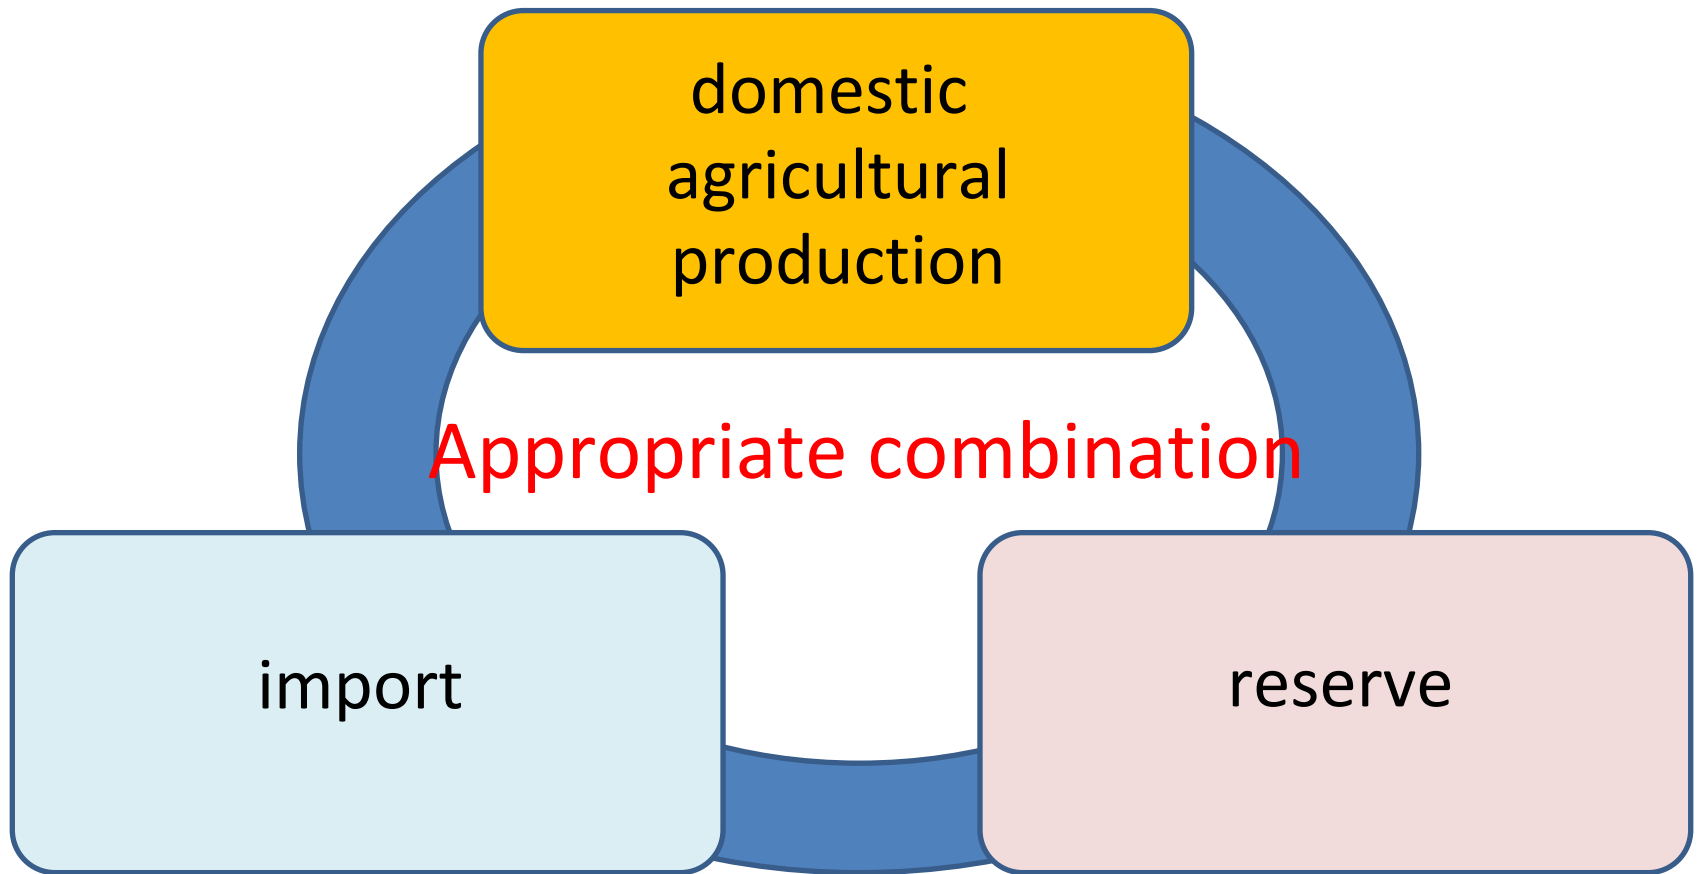 domestic
agricultural
production
Appropriate combination
import
reserve